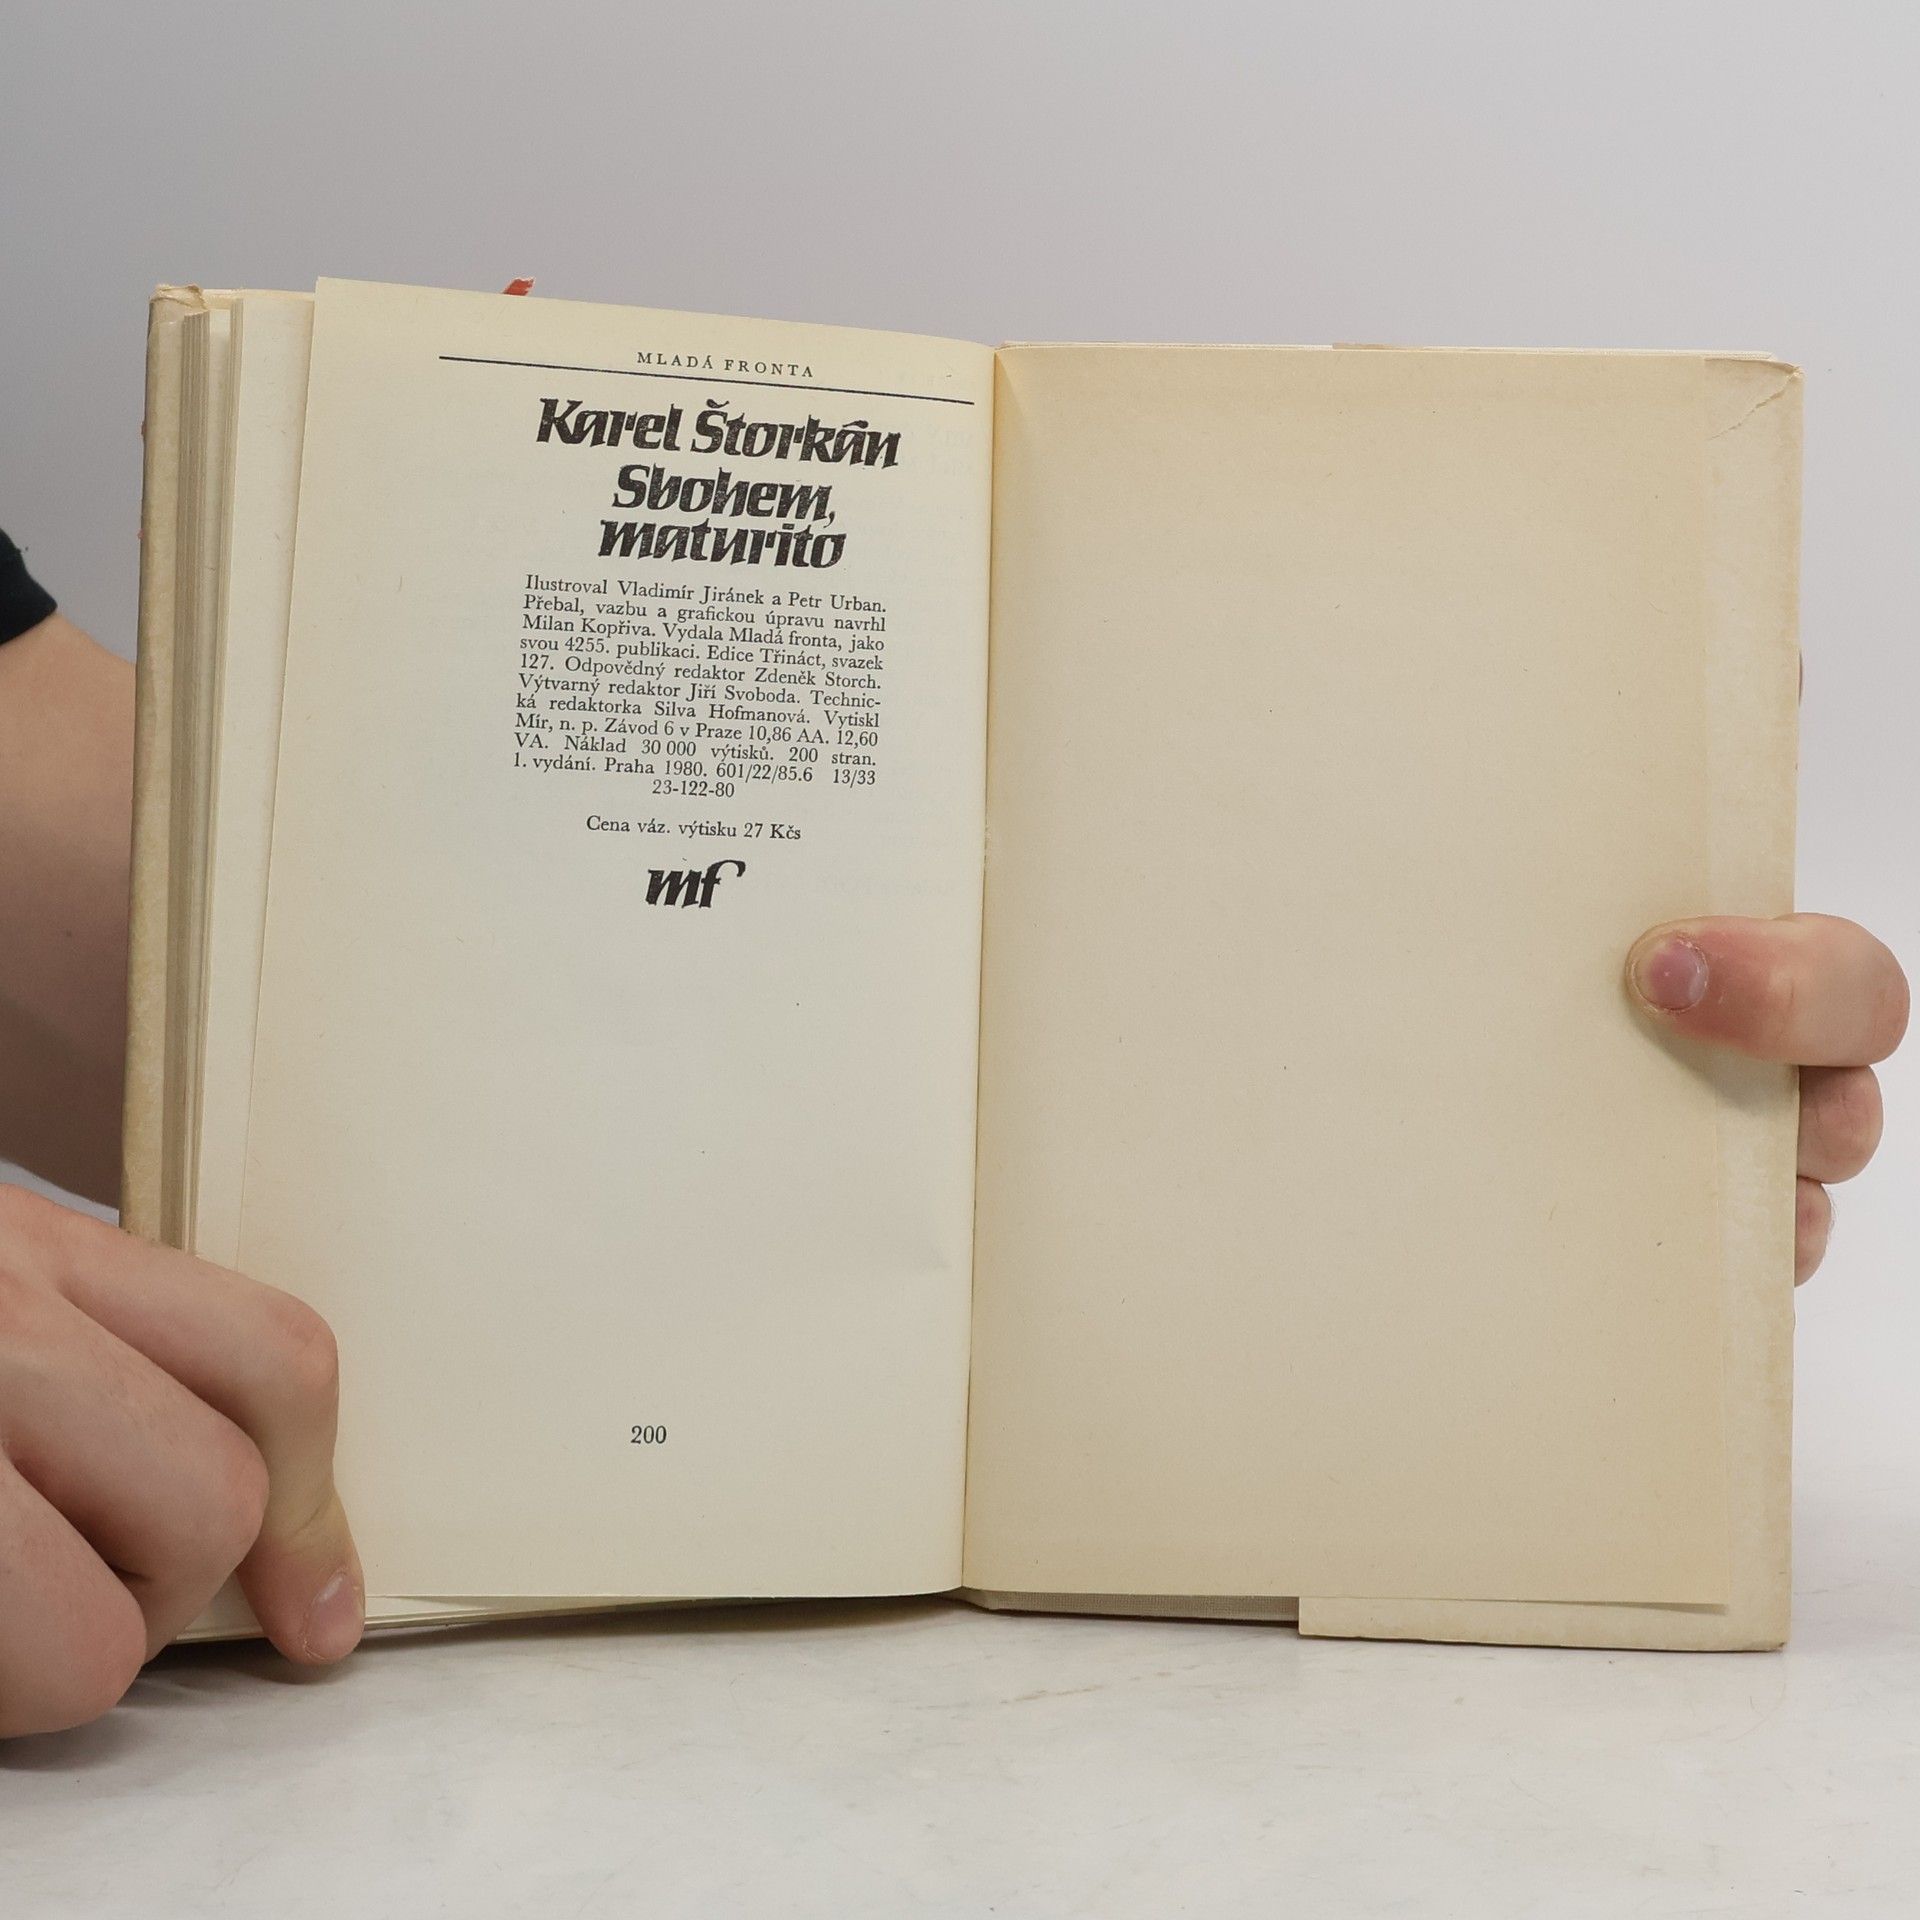 MLADÁ FRONTA
Karel Štorkán
Sbohem,
maturito
Ilustroval Vladimír Jiránek a Petr Urban.
Přebal, vazbu a grafickou úpravu navrhl
Milan Kopřiva. Vydala Mladá fronta, jako
svou 4255. publikaci. Edice Třináct, svazek
127. Odpovědný redaktor Zdeněk Storch.
Výtvarný redaktor Jiří Svoboda. Technic-
ká redaktorka Silva Hofmanová. Vytiskl
Mír, n. p. Závod 6 v Praze 10,86 AA. 12,60
VA. Náklad 30 000 výtisků. 200 stran.
1. vydání. Praha 1980. 601/22/85.6 13/33
23-122-80
Cena váz. výtisku 27 Kčs
mf
200